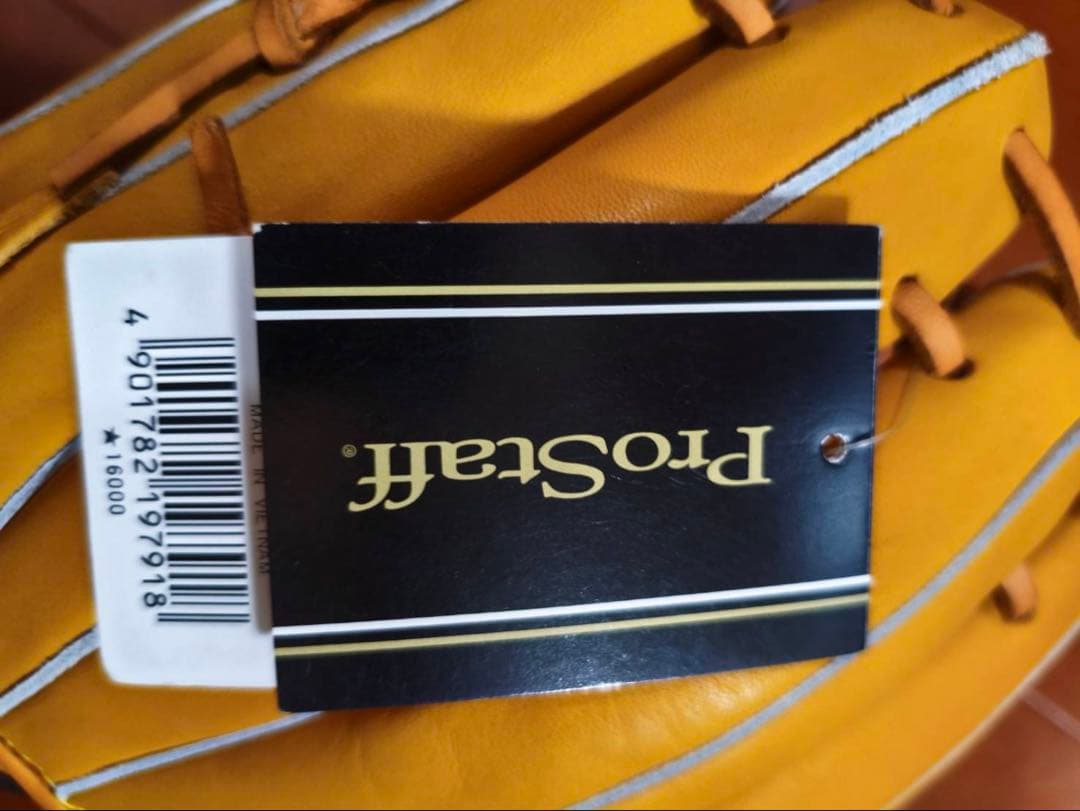 ProStaff®
MADE IN VIETNAM
4 901782 197918
★16000